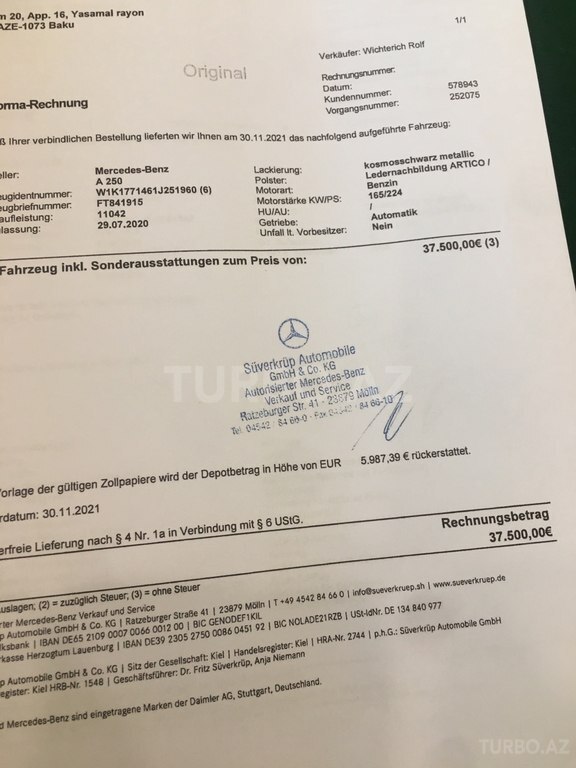 m 20, App. 16, Yasamal rayon
AZE-1073 Baku
1/1
Original
Verkäufer: Wichterich Rolf
Rechnungsnummer:
Datum:
Kundennummer: 578943
Vorgangsnummer: 252075
orma-Rechnung
ß Ihrer verbindlichen Bestellung lieferten wir Ihnen am 30.11.2021 das nachfolgend aufgeführte Fahrzeug:
eller: Mercedes-Benz
A 250
eugidentnummer: W1K1771461J251960 (6)
eugbriefnummer: FT841915
aufleistung: 11042
lassung: 29.07.2020
Lackierung: kosmosschwarz metallic
Polster: Ledernachbildung ARTICO /
Motorart: Benzin
Motorstärke KW/PS: 165/224
HU/AU: /
Getriebe: Automatik
Unfall lt. Vorbesitzer: Nein
Fahrzeug inkl. Sonderausstattungen zum Preis von: 37.500,00€ (3)
Süverkrüp Automobile
GmbH & Co. KG
Autorisierter Mercedes-Benz
Verkauf und Service
Ratzeburger Str. 41 - 23879 Mölln
Tel. 04542 / 84 66-0 - Fax 04542 / 84 66-10
TURBO.AZ
Vorlage der gültigen Zollpapiere wird der Depotbetrag in Höhe von EUR 5.987,39 € rückerstattet.
rdatum: 30.11.2021
erfreie Lieferung nach § 4 Nr. 1a in Verbindung mit § 6 UStG.
Rechnungsbetrag
37.500,00€
Auslagen; (2) = zuzüglich Steuer, (3) = ohne Steuer
rter Mercedes-Benz Verkauf und Service
p Automobile GmbH & Co. KG | Ratzeburger Straße 41 | 23879 Mölln | T +49 4542 84 66 0 | info@sueverkruep.sh | www.sueverkruep.de
lksbank | IBAN DE65 2109 0007 0066 0012 00 | BIC GENODEF1KIL
rkasse Herzogtum Lauenburg | IBAN DE39 2305 2750 0086 0451 92 | BIC NOLADE21RZB | USt-IdNr. DE 134 840 977
p Automobile GmbH & Co. KG | Sitz der Gesellschaft: Kiel | Handelsregister: Kiel | HRA-Nr. 2744 | p.h.G.: Süverkrüp Automobile GmbH
register: Kiel HRB-Nr. 1548 | Geschäftsführer: Dr. Fritz Süverkrüp, Anja Niemann
d Mercedes-Benz sind eingetragene Marken der Daimler AG, Stuttgart, Deutschland.
TURBO.AZ